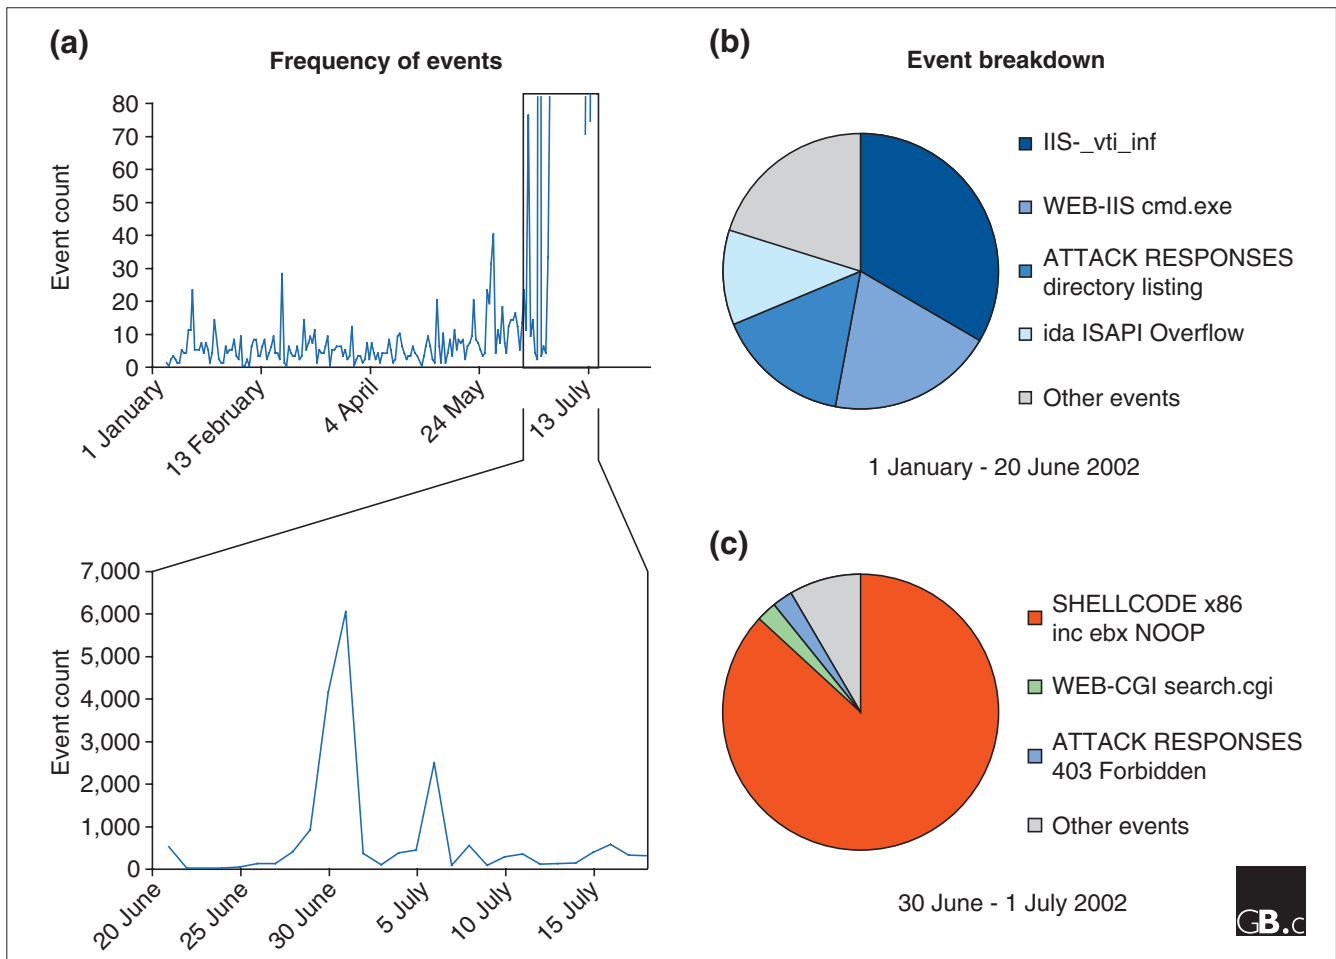 (a)
Frequency of events
Event count
80
70
60
50
40
30
20
10
0
1 January
13 February
4 April
24 May
13 July
Event count
7,000
6,000
5,000
4,000
3,000
2,000
1,000
0
20 June
25 June
30 June
5 July
10 July
15 July
(b)
Event breakdown
IIS-_vti_inf
WEB-IIS cmd.exe
ATTACK RESPONSES
directory listing
ida ISAPI Overflow
Other events
1 January - 20 June 2002
(c)
SHELLCODE x86
inc ebx NOOP
WEB-CGI search.cgi
ATTACK RESPONSES
403 Forbidden
Other events
30 June - 1 July 2002
GB.c